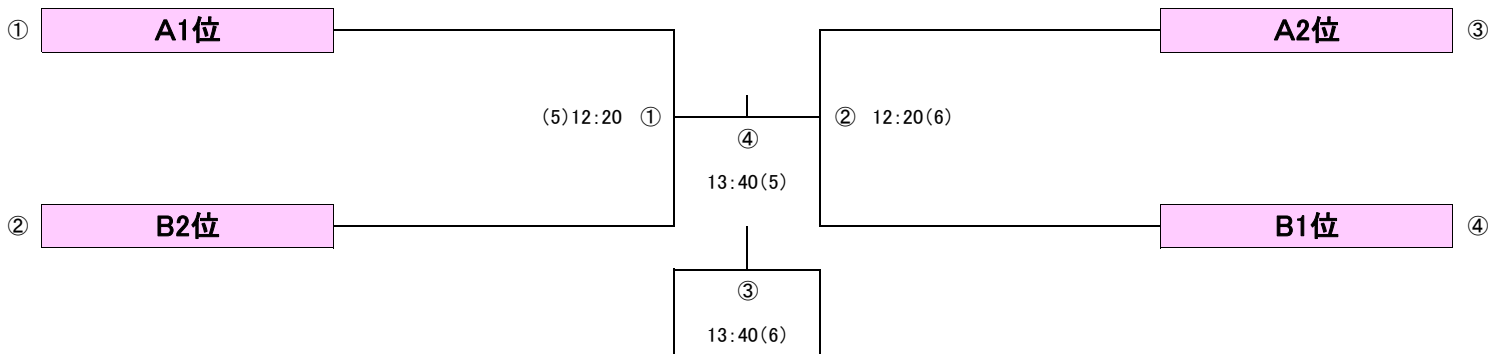 ① A1位 A2位 ③
(5)12:20 ① ② 12:20(6)
④
13:40(5)
② B2位 B1位 ④
③
13:40(6)